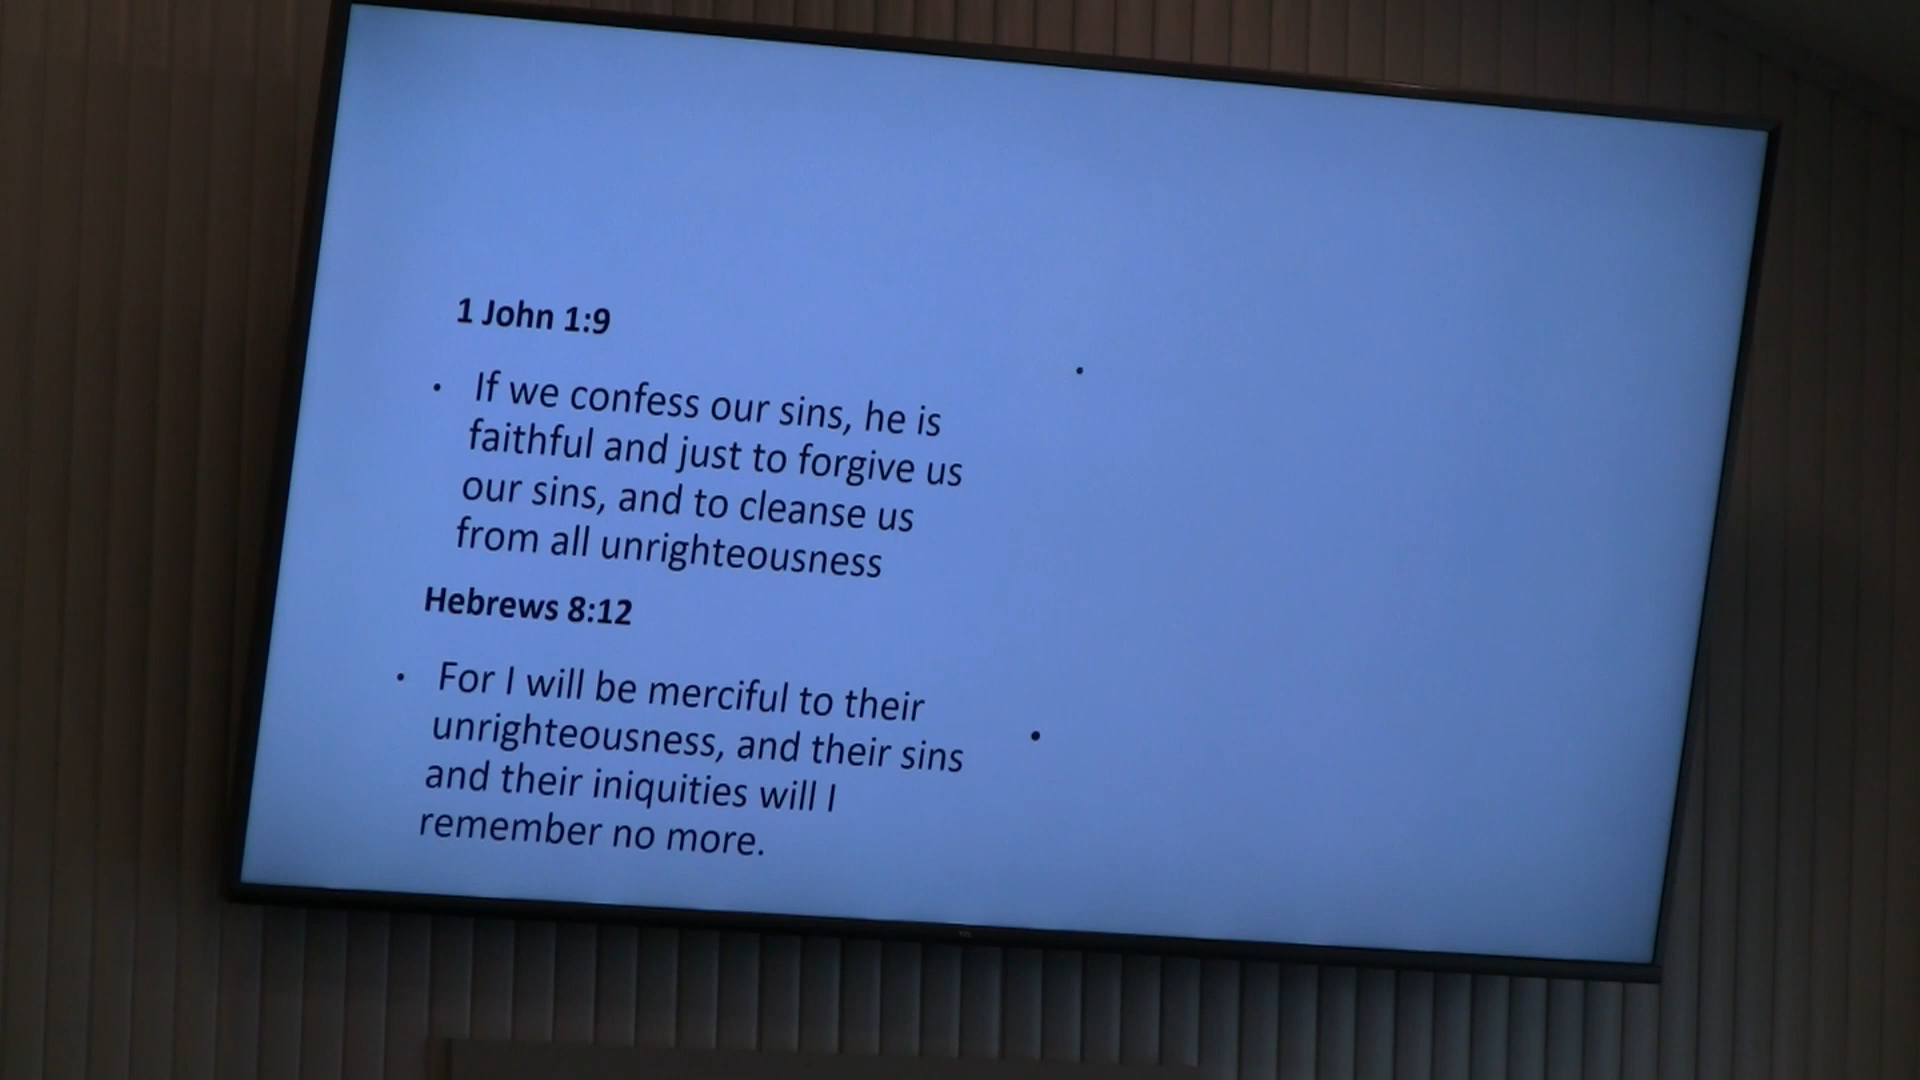 1 John 1:9
• If we confess our sins, he is
faithful and just to forgive us
our sins, and to cleanse us
from all unrighteousness
Hebrews 8:12
• For I will be merciful to their
unrighteousness, and their sins
and their iniquities will I
remember no more.